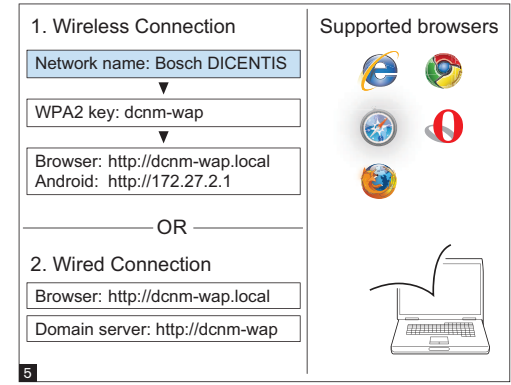 1. Wireless Connection
Network name: Bosch DICENTIS
WPA2 key: dcnm-wap
Browser: http://dcnm-wap.local
Android: http://172.27.2.1
OR
2. Wired Connection
Browser: http://dcnm-wap.local
Domain server: http://dcnm-wap
5
Supported browsers